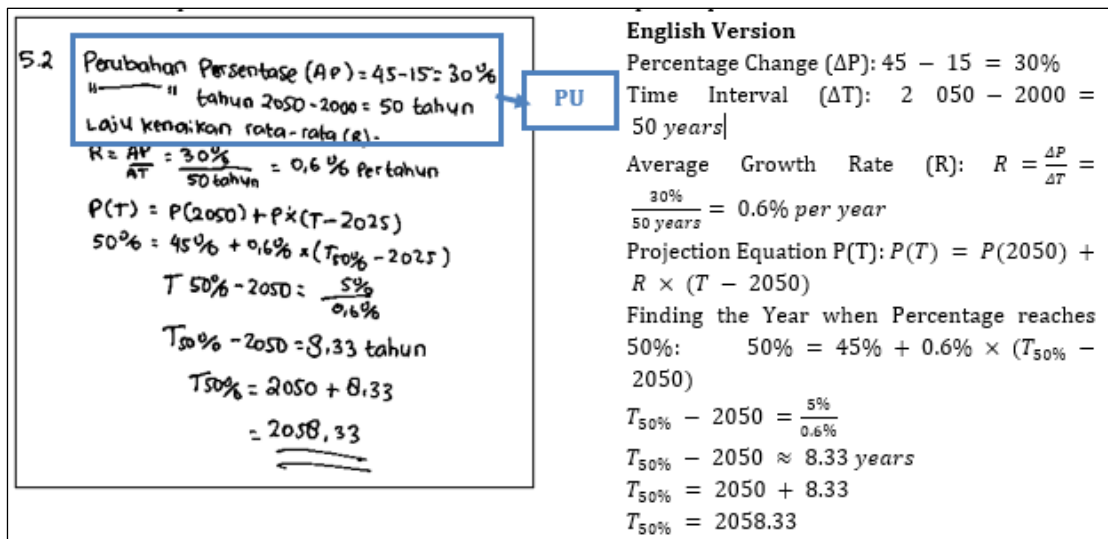 5.2 Perubahan Persentase (AP) = 45-15 = 30%
"———" tahun 2050-2000 = 50 tahun
Laju kenaikan rata-rata (R).
R = AP/AT = 30%/50 tahun = 0,6 % Pertahun
P(T) = P(2050) + P × (T - 2025)
50% = 45% + 0,6% × (T50% - 2025)
T 50% - 2050 = 5%/0,6%
T50% - 2050 = 8,33 tahun
T50% = 2050 + 8.33
= 2058,33
PU
English Version
Percentage Change (ΔP): 45 − 15 = 30%
Time Interval (ΔT): 2 050 − 2000 =
50 years
Average Growth Rate (R): R = ΔP/ΔT =
30%/50 years = 0.6% per year
Projection Equation P(T): P(T) = P(2050) +
R × (T − 2050)
Finding the Year when Percentage reaches
50%: 50% = 45% + 0.6% × (T50% −
2050)
T50% − 2050 = 5%/0.6%
T50% − 2050 ≈ 8.33 years
T50% = 2050 + 8.33
T50% = 2058.33